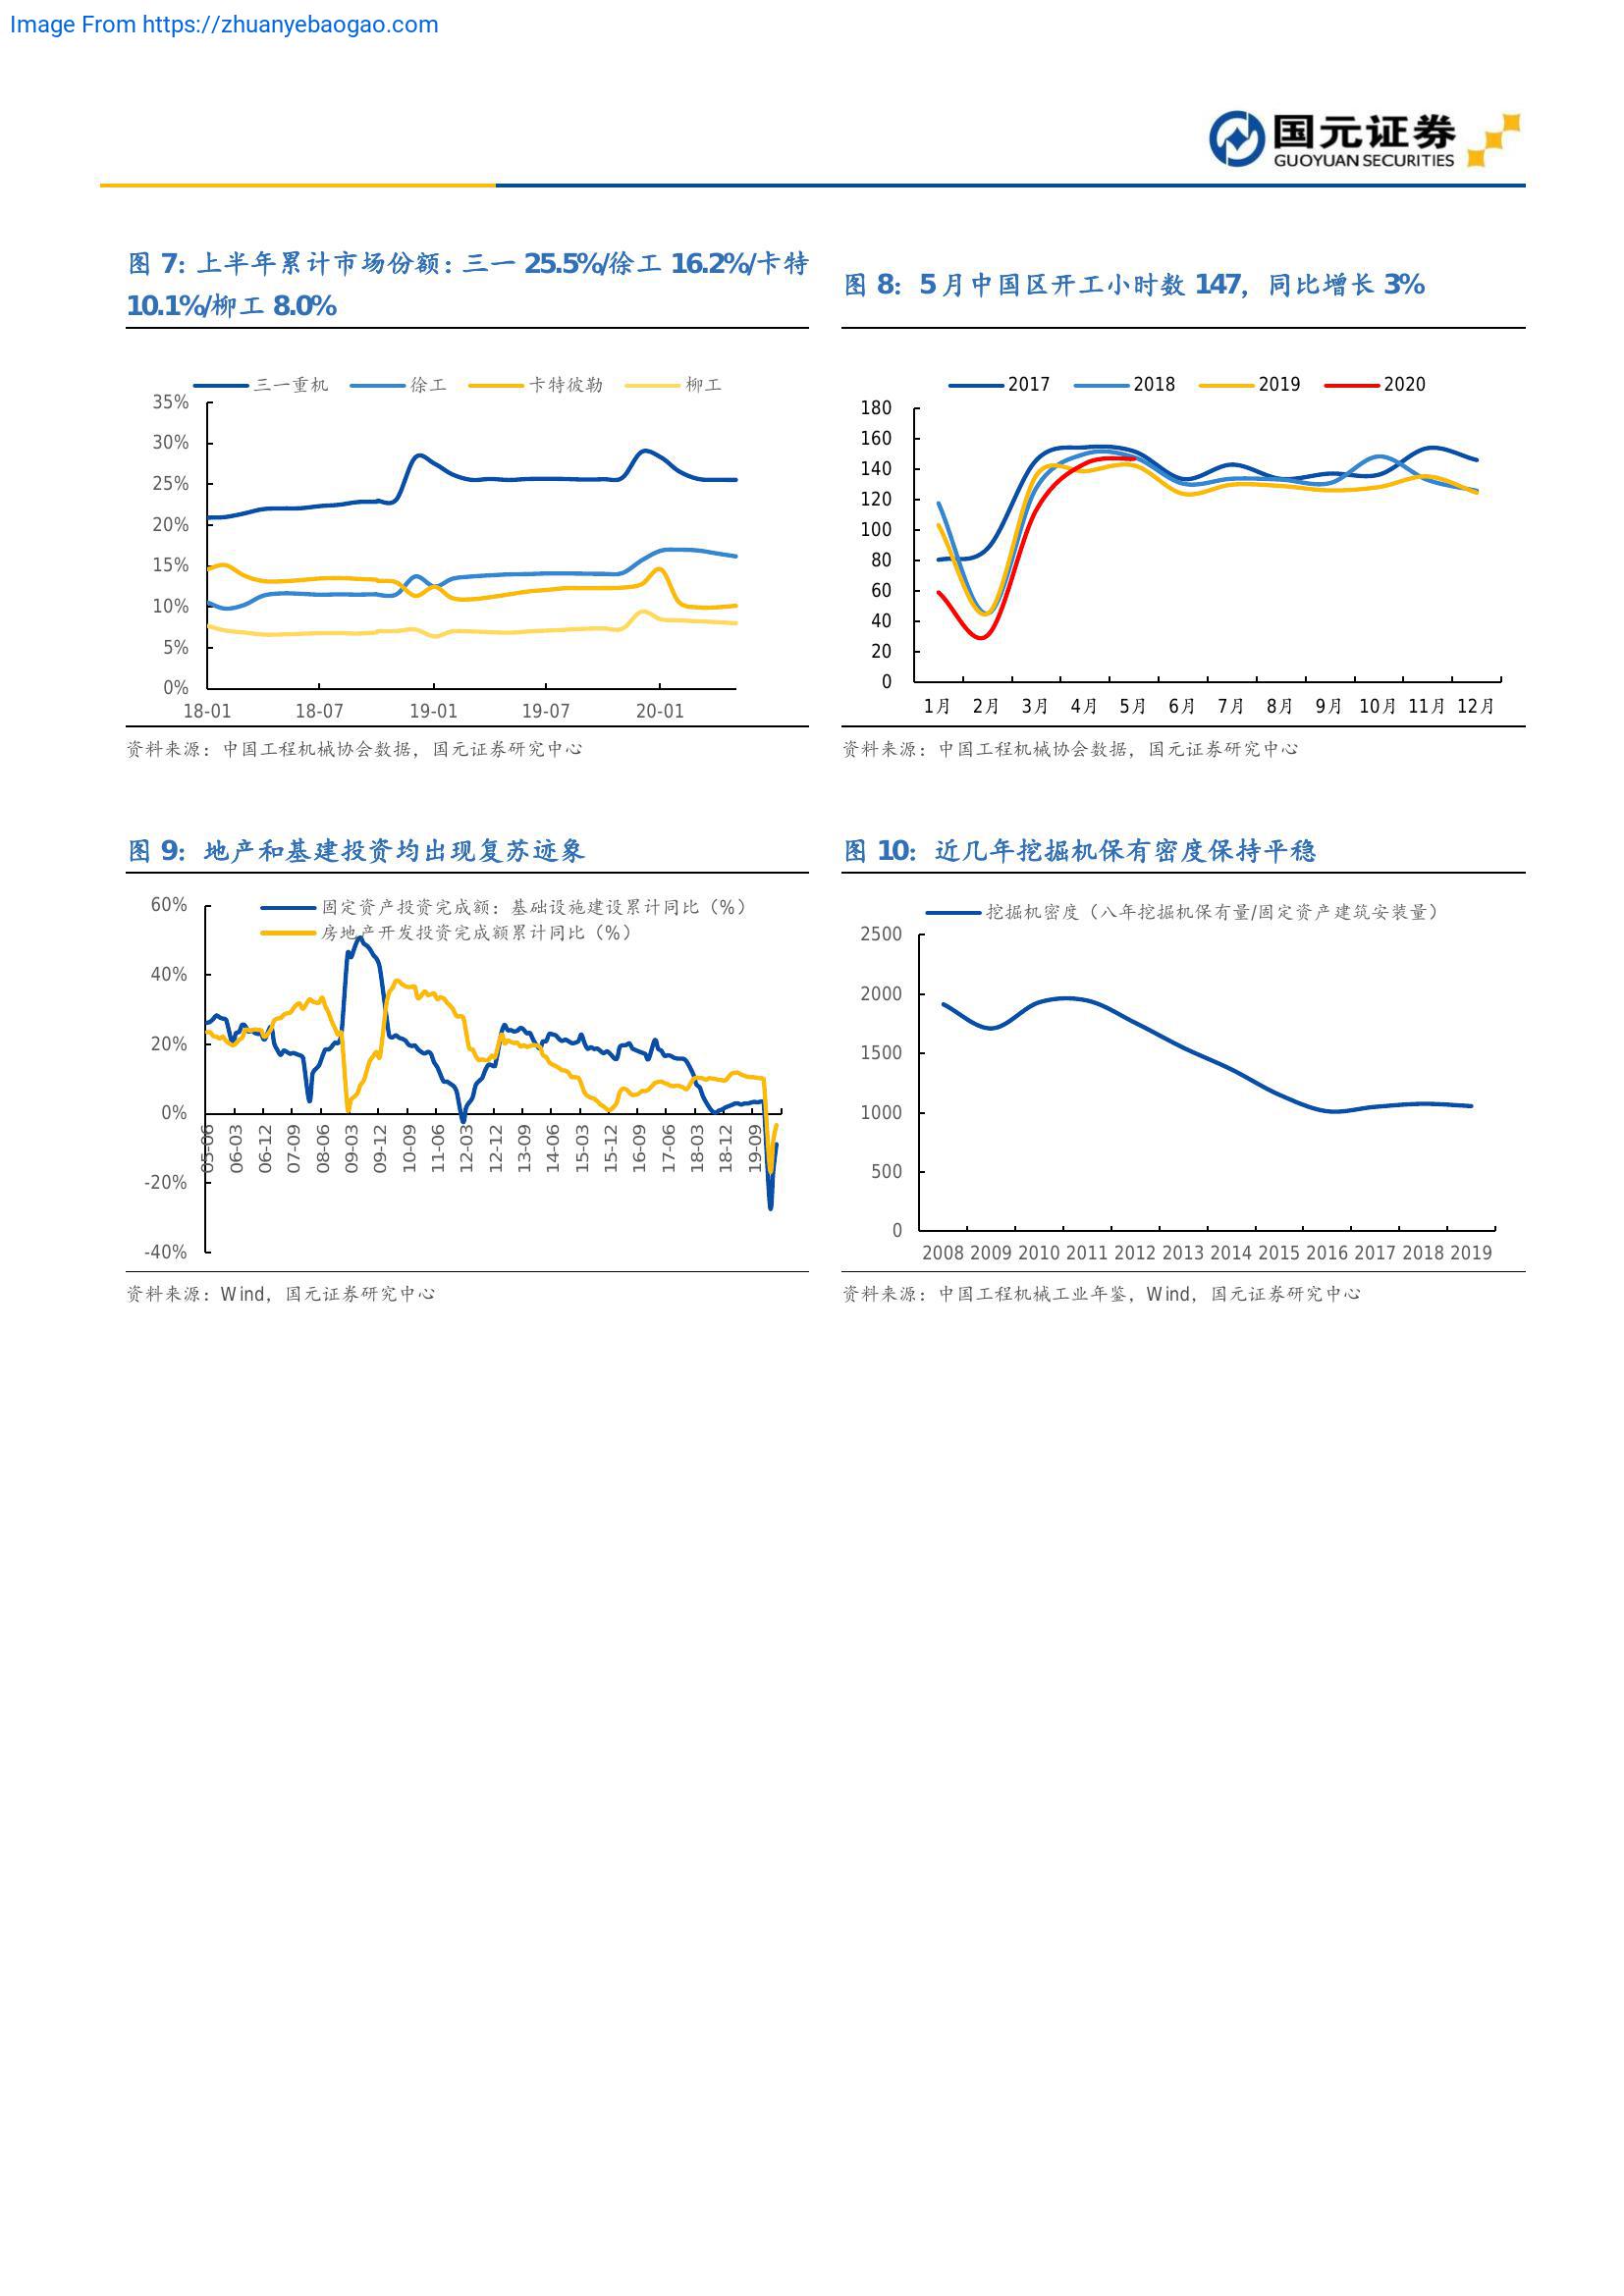 Image From https://zhuanyebaogao.com
国元证券
GUOYUAN SECURITIES
图 7：上半年累计市场份额：三一 25.5%/徐工 16.2%/卡特
10.1%/柳工 8.0%
三一重机 徐工 卡特彼勒 柳工
35%
30%
25%
20%
15%
10%
5%
0%
18-01 18-07 19-01 19-07 20-01
资料来源：中国工程机械协会数据，国元证券研究中心
图 8：5 月中国区开工小时数 147，同比增长 3%
2017 2018 2019 2020
180
160
140
120
100
80
60
40
20
0
1月 2月 3月 4月 5月 6月 7月 8月 9月 10月 11月 12月
资料来源：中国工程机械协会数据，国元证券研究中心
图 9：地产和基建投资均出现复苏迹象
固定资产投资完成额：基础设施建设累计同比（%）
房地产开发投资完成额累计同比（%）
60%
40%
20%
0%
-20%
-40%
05-06 06-03 06-12 07-09 08-06 09-03 09-12 10-09 11-06 12-03 12-12 13-09 14-06 15-03 15-12 16-09 17-06 18-03 18-12 19-09
资料来源：Wind，国元证券研究中心
图 10：近几年挖掘机保有密度保持平稳
挖掘机密度（八年挖掘机保有量/固定资产建筑安装量）
2500
2000
1500
1000
500
0
2008 2009 2010 2011 2012 2013 2014 2015 2016 2017 2018 2019
资料来源：中国工程机械工业年鉴，Wind，国元证券研究中心